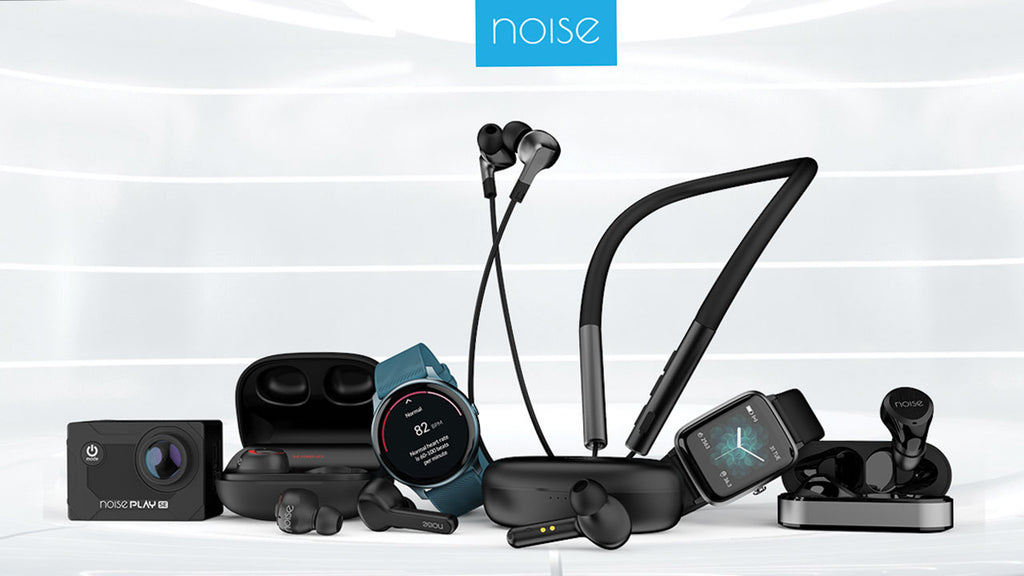 noise
noise
Normal
82 BPM
Normal heart rate
is 60-100 beats
per minute
mode
noise PLAY SE
noise
noise